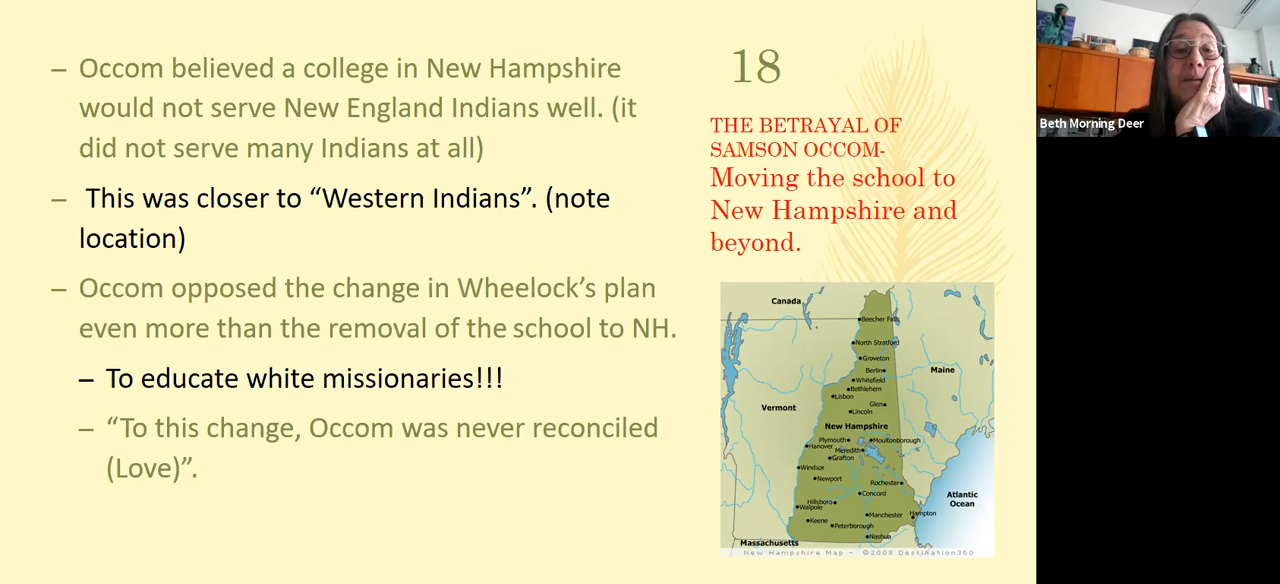 – Occom believed a college in New Hampshire
would not serve New England Indians well. (it
did not serve many Indians at all)
– This was closer to “Western Indians”. (note
location)
– Occom opposed the change in Wheelock’s plan
even more than the removal of the school to NH.
– To educate white missionaries!!!
– “To this change, Occom was never reconciled
(Love)”.
18
THE BETRAYAL OF
SAMSON OCCOM-
Moving the school to
New Hampshire and
beyond.
Canada
Beecher Falls
North Stratford
Groveton
Berlin
Maine
Whitefield
Bethlehem
Lisbon
Glen
Vermont
Lincoln
New Hampshire
Plymouth
Moultonborough
Hanover
Meredith
Grafton
Windsor
Newport
Rochester
Concord
Atlantic
Ocean
Hillsboro
Walpole
Manchester
Hampton
Keene
Peterborough
Nashua
Massachusetts
New Hampshire Map - ©2008 Destination360
Beth Morning Deer